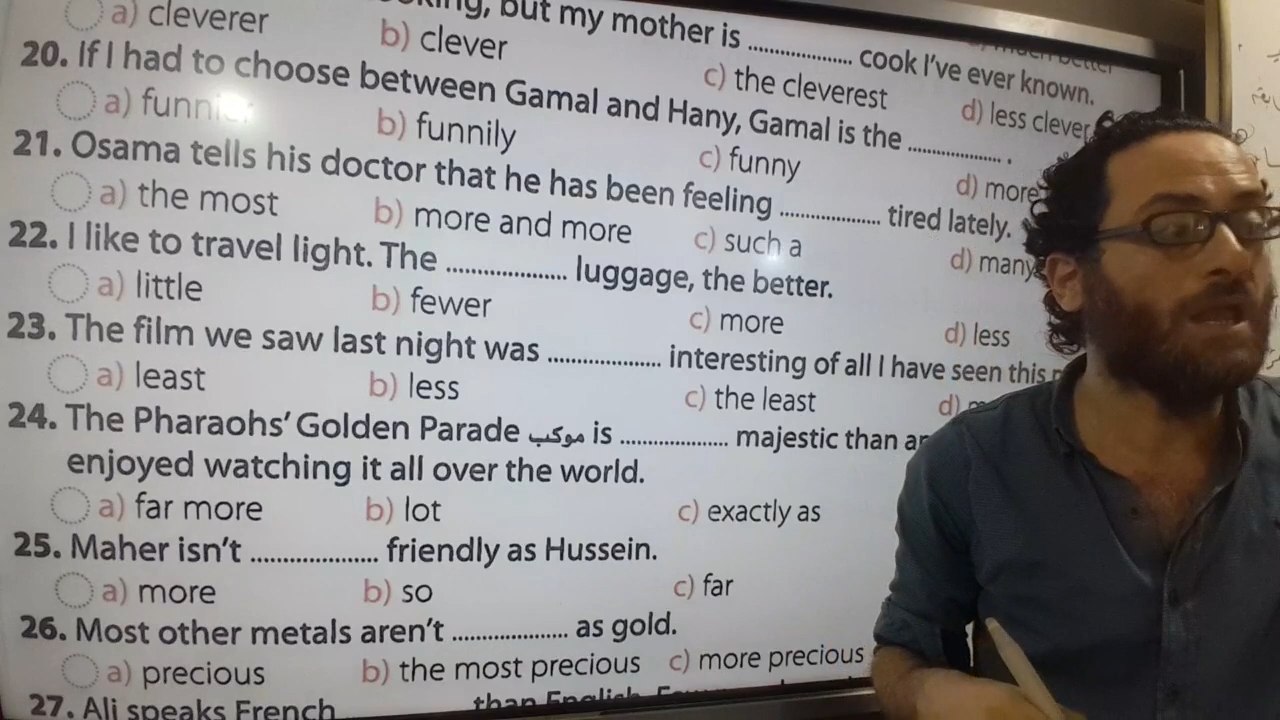 but my mother is .................. cook I've ever known.
a) cleverer b) clever c) the cleverest d) less clever
20. If I had to choose between Gamal and Hany, Gamal is the .................. .
a) b) funnily c) funny d) more
21. Osama tells his doctor that he has been feeling .................. tired lately.
a) the most b) more and more c) such a d) many
22. I like to travel light. The .................. luggage, the better.
a) little b) fewer c) more d) less
23. The film we saw last night was .................. interesting of all I have seen this
a) least b) less c) the least d)
24. The Pharaohs' Golden Parade موكب is .................. majestic than
enjoyed watching it all over the world.
a) far more b) lot c) exactly as
25. Maher isn't .................. friendly as Hussein.
a) more b) so c) far
26. Most other metals aren't .................. as gold.
a) precious b) the most precious c) more precious
27. Ali speaks French than English